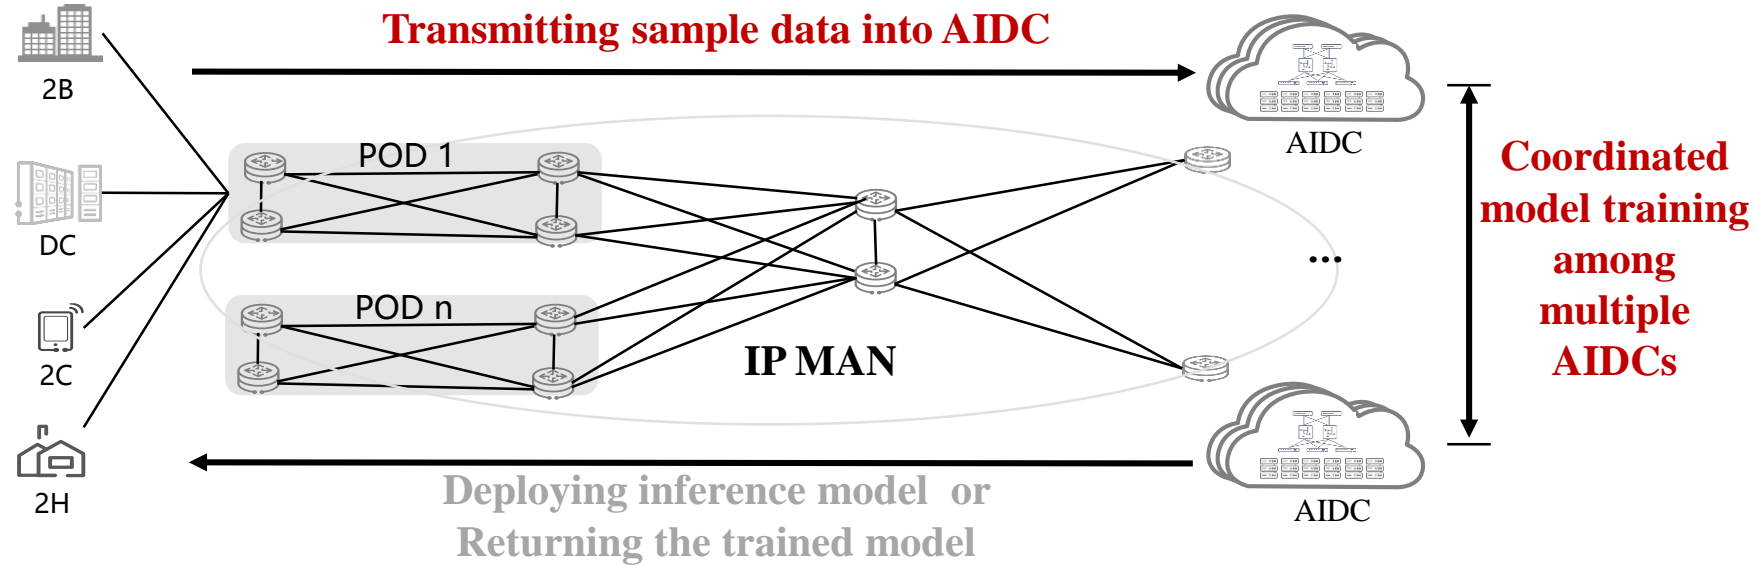 Transmitting sample data into AIDC
2B
AIDC
POD 1
Coordinated
model training
among
multiple
AIDCs
DC
...
POD n
IP MAN
2C
2H
Deploying inference model or
Returning the trained model
AIDC